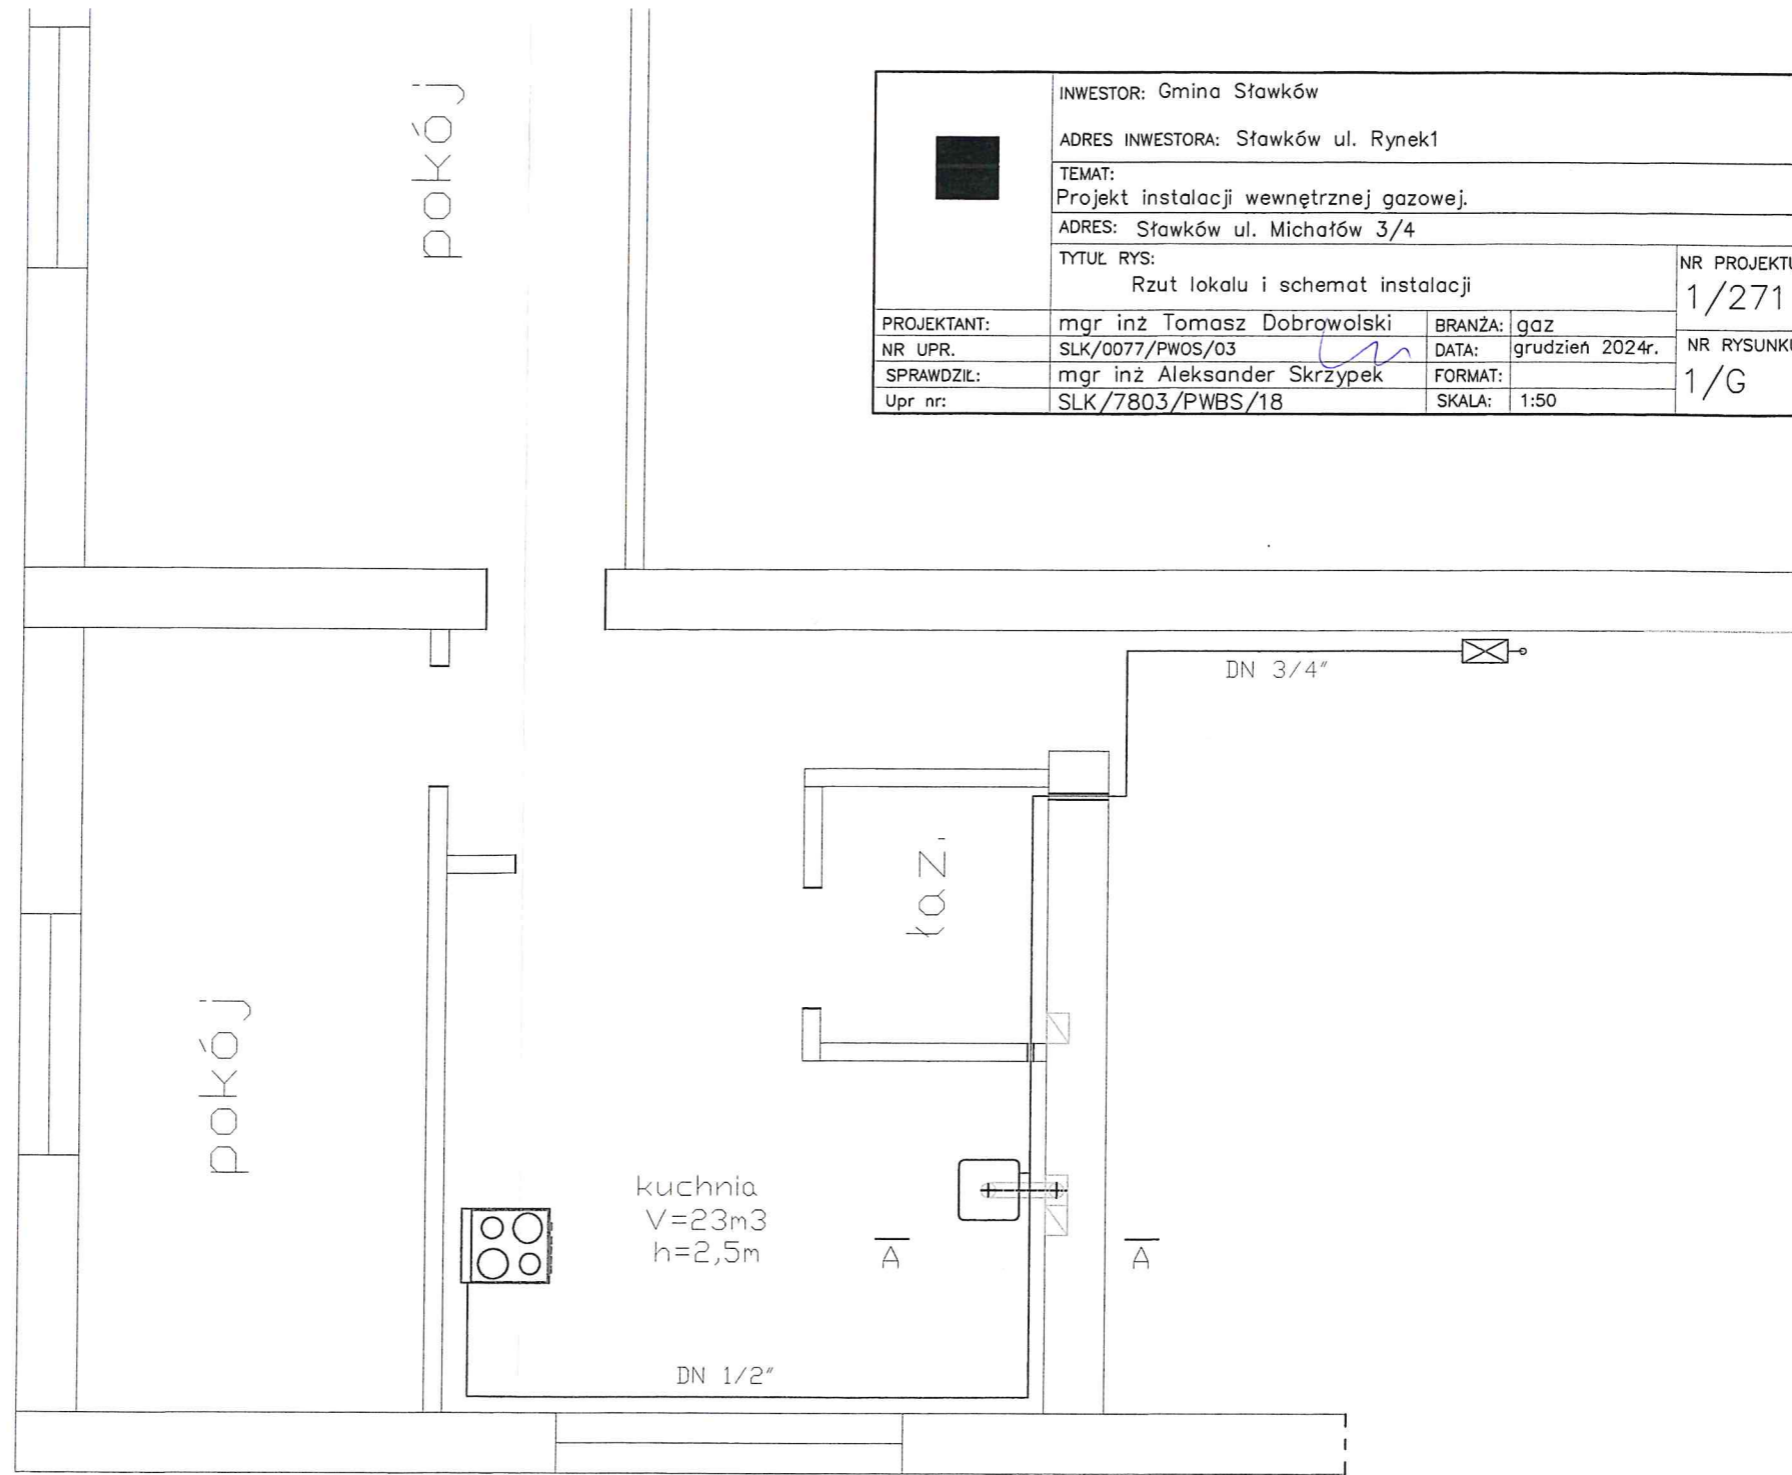 INWESTOR: Gmina Sławków
ADRES INWESTORA: Sławków ul. Rynek1
TEMAT:
Projekt instalacji wewnętrznej gazowej.
ADRES: Sławków ul. Michałów 3/4
TYTUŁ RYS:
Rzut lokalu i schemat instalacji
NR PROJEKTU
1/271
PROJEKTANT: mgr inż Tomasz Dobrowolski BRANŻA: gaz
NR UPR. SLK/0077/PWOS/03 DATA: grudzień 2024r.
NR RYSUNKU
1/G
SPRAWDZIŁ: mgr inż Aleksander Skrzypek FORMAT:
Upr nr: SLK/7803/PWBS/18 SKALA: 1:50
pokój
DN 3/4"
łaz.
pokój
kuchnia
V=23m3
h=2,5m
A
A
DN 1/2"